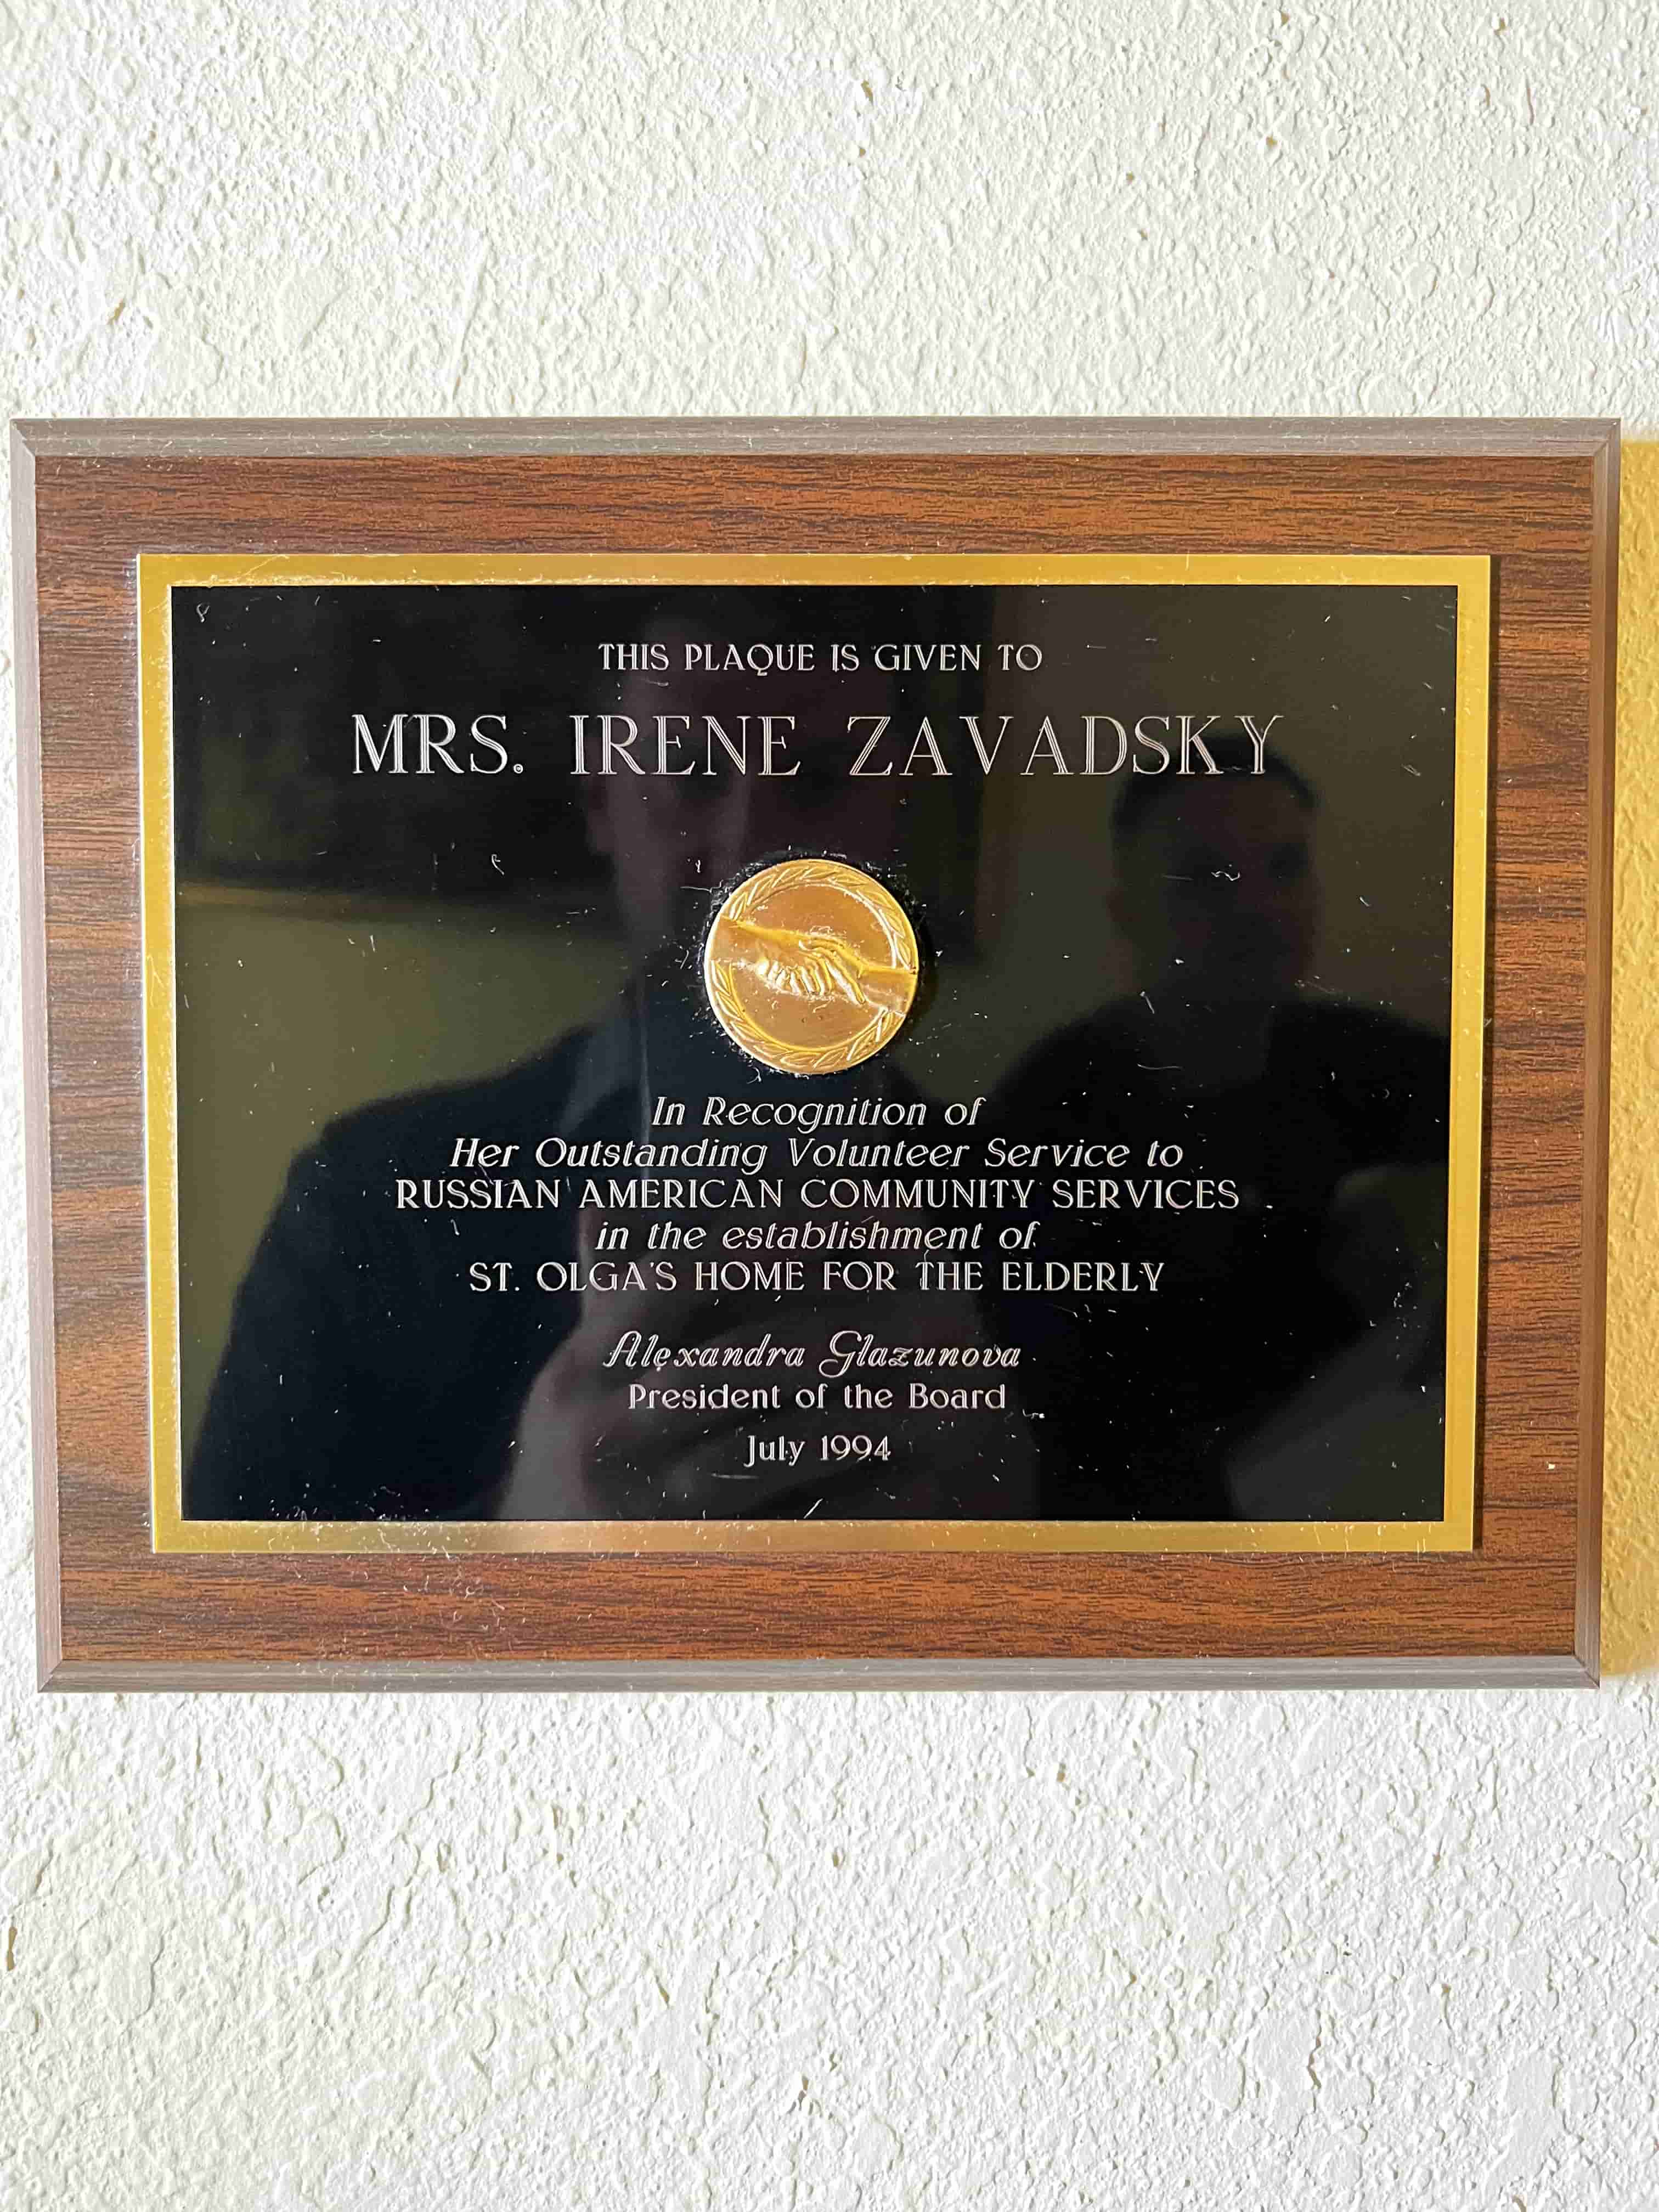 THIS PLAQUE IS GIVEN TO
MRS. IRENE ZAVADSKY
In Recognition of
Her Outstanding Volunteer Service to
RUSSIAN AMERICAN COMMUNITY SERVICES
in the establishment of
ST. OLGA'S HOME FOR THE ELDERLY
Alexandra Glazunova
President of the Board
July 1994